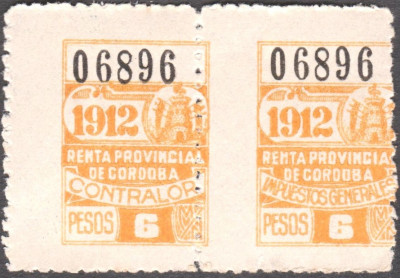 06896
1912
RENTA PROVINCIAL
DE CORDOBA
CONTRALOR
PESOS 6
06896
1912
RENTA PROVINCIAL
DE CORDOBA
IMPUESTOS GENERALES
PESOS 6